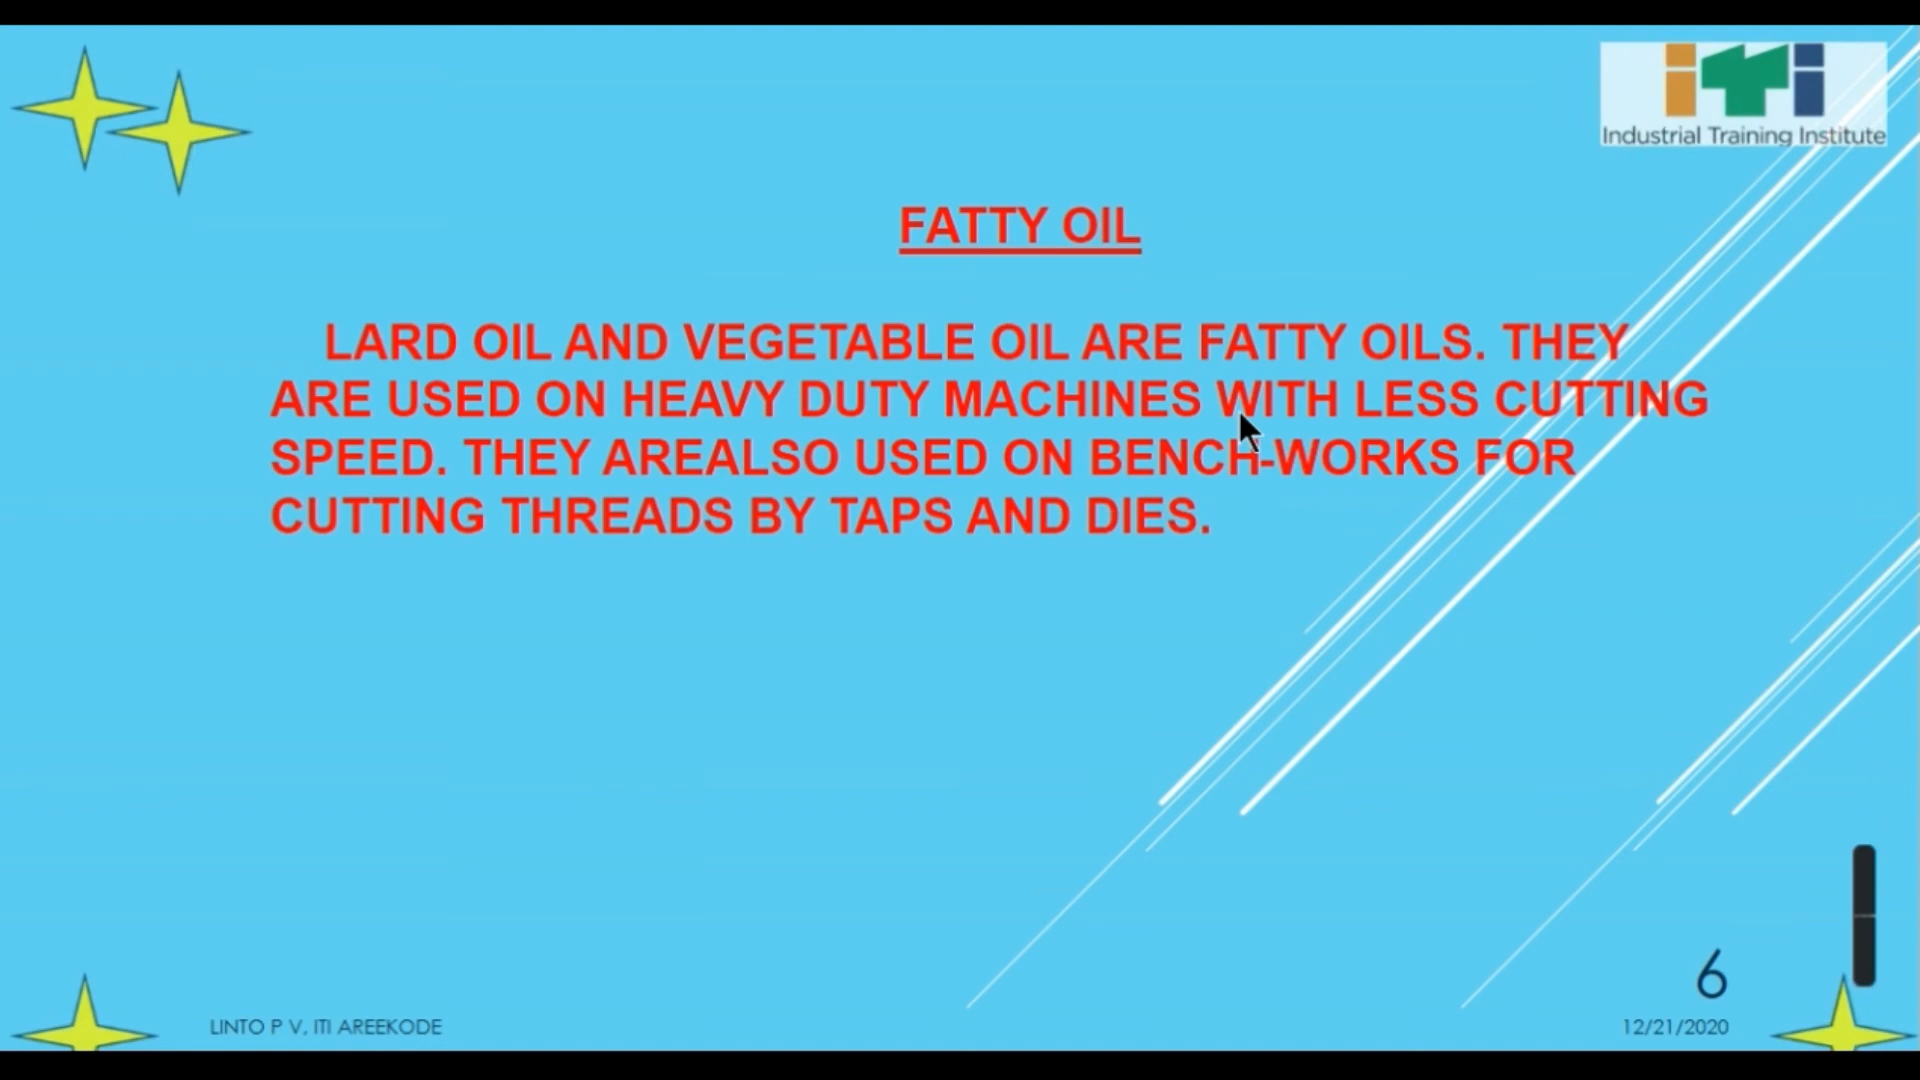 iTi
Industrial Training Institute
FATTY OIL
LARD OIL AND VEGETABLE OIL ARE FATTY OILS. THEY
ARE USED ON HEAVY DUTY MACHINES WITH LESS CUTTING
SPEED. THEY AREALSO USED ON BENCH-WORKS FOR
CUTTING THREADS BY TAPS AND DIES.
6
LINTO P V, ITI AREEKODE
12/21/2020